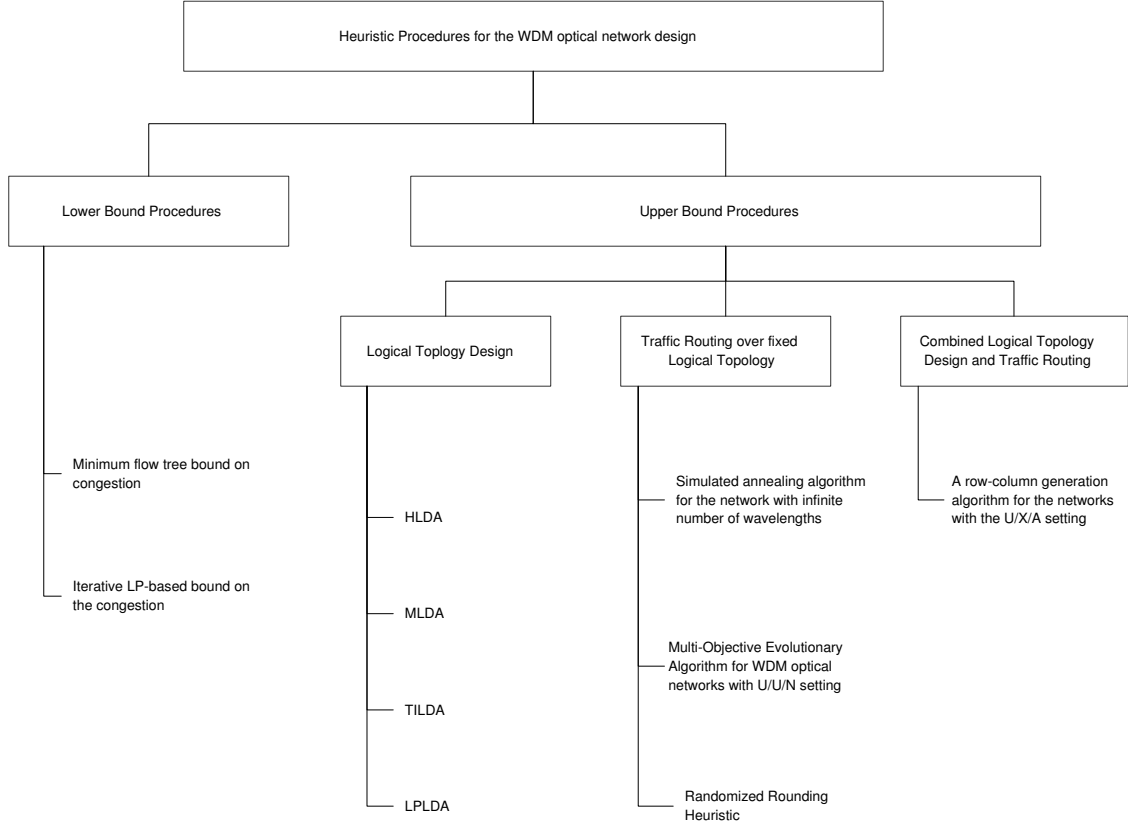 Heuristic Procedures for the WDM optical network design
Lower Bound Procedures
Upper Bound Procedures
Logical Toplogy Design
Traffic Routing over fixed
Logical Topology
Combined Logical Topology
Design and Traffic Routing
Minimum flow tree bound on
congestion
Iterative LP-based bound on
the congestion
HLDA
MLDA
TILDA
LPLDA
Simulated annealing algorithm
for the network with infinite
number of wavelengths
Multi-Objective Evolutionary
Algorithm for WDM optical
networks with U/U/N setting
Randomized Rounding
Heuristic
A row-column generation
algorithm for the networks
with the U/X/A setting